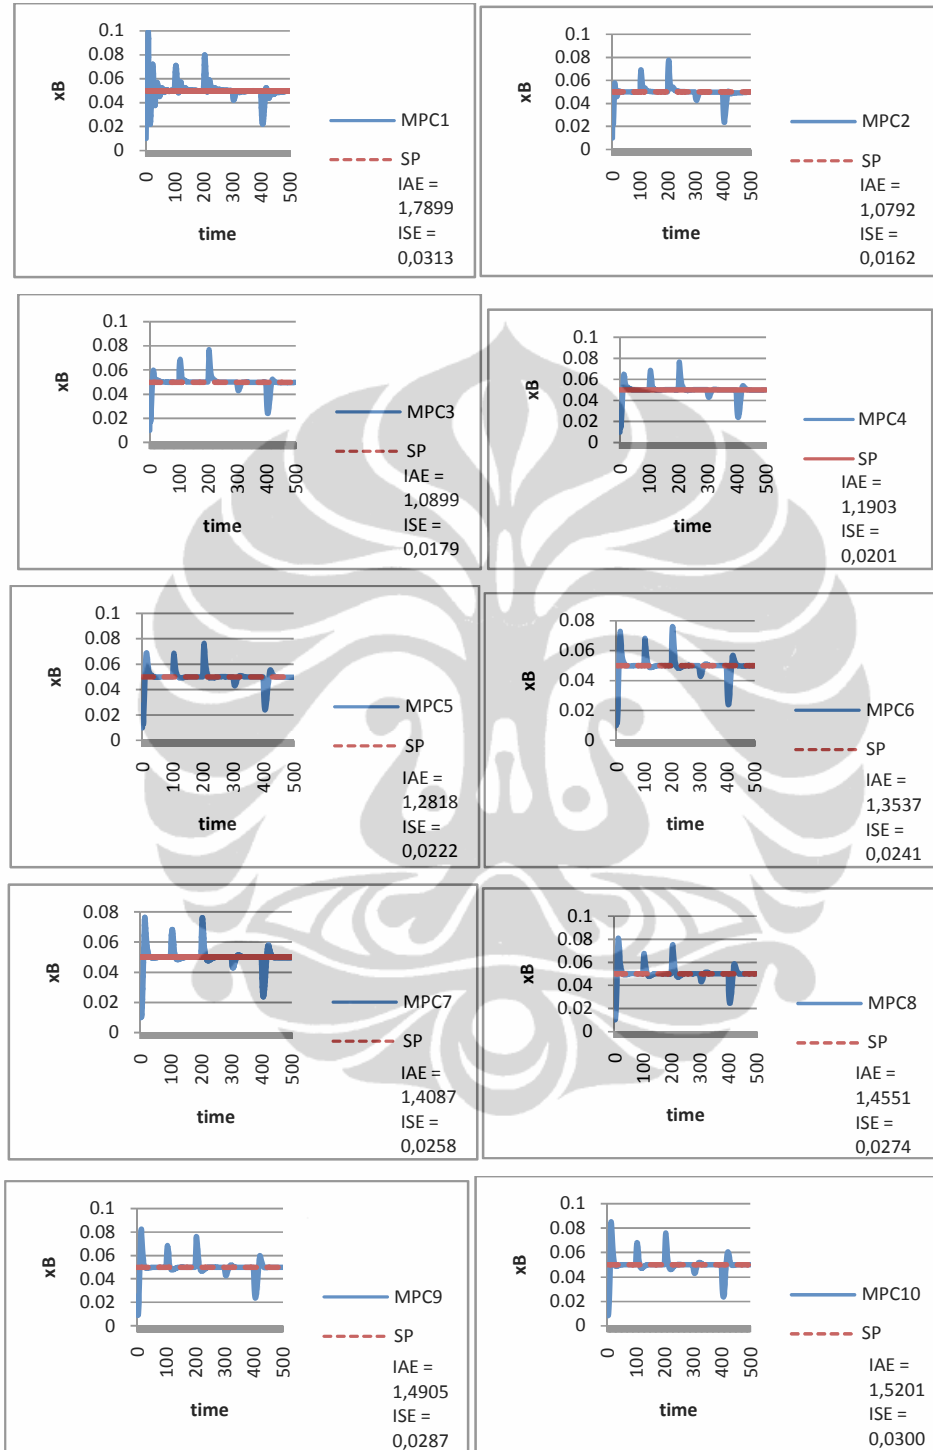 0.1
0.08
0.06
0.04
0.02
0
xB
0
100
200
300
400
500
time
MPC1
SP
IAE =
1,7899
ISE =
0,0313
0.1
0.08
0.06
0.04
0.02
0
xB
0
100
200
300
400
500
time
MPC2
SP
IAE =
1,0792
ISE =
0,0162
0.1
0.08
0.06
0.04
0.02
0
xB
0
100
200
300
400
500
time
MPC3
SP
IAE =
1,0899
ISE =
0,0179
0.1
0.08
0.06
0.04
0.02
0
xB
0
100
200
300
400
500
time
MPC4
SP
IAE =
1,1903
ISE =
0,0201
0.1
0.08
0.06
0.04
0.02
0
xB
0
100
200
300
400
500
time
MPC5
SP
IAE =
1,2818
ISE =
0,0222
0.08
0.06
0.04
0.02
0
xB
0
100
200
300
400
500
time
MPC6
SP
IAE =
1,3537
ISE =
0,0241
0.08
0.06
0.04
0.02
0
xB
0
100
200
300
400
500
time
MPC7
SP
IAE =
1,4087
ISE =
0,0258
0.1
0.08
0.06
0.04
0.02
0
xB
0
100
200
300
400
500
time
MPC8
SP
IAE =
1,4551
ISE =
0,0274
0.1
0.08
0.06
0.04
0.02
0
xB
0
100
200
300
400
500
time
MPC9
SP
IAE =
1,4905
ISE =
0,0287
0.1
0.08
0.06
0.04
0.02
0
xB
0
100
200
300
400
500
time
MPC10
SP
IAE =
1,5201
ISE =
0,0300